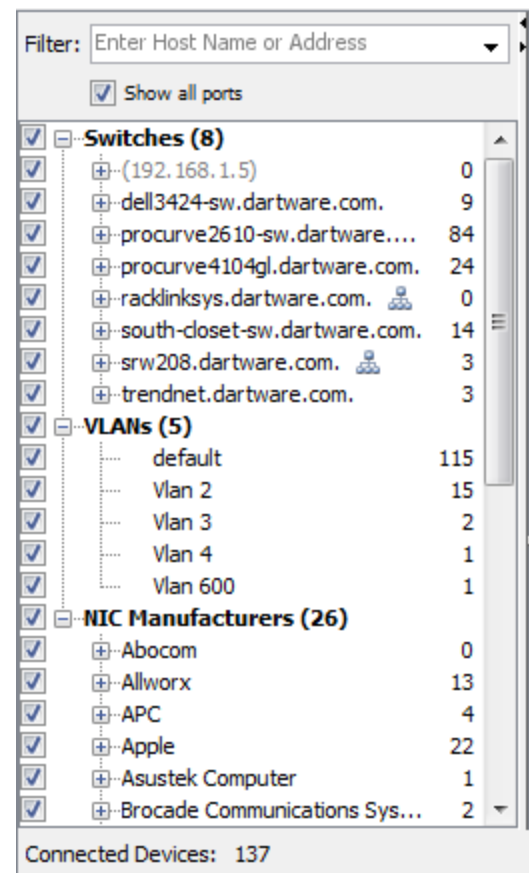 Filter: Enter Host Name or Address
Show all ports
Switches (8)
(192.168.1.5) 0
dell3424-sw.dartware.com. 9
procurve2610-sw.dartware.... 84
procurve4104gl.dartware.com. 24
racklinksys.dartware.com. 0
south-closet-sw.dartware.com. 14
srw208.dartware.com. 3
trendnet.dartware.com. 3
VLANs (5)
default 115
Vlan 2 15
Vlan 3 2
Vlan 4 1
Vlan 600 1
NIC Manufacturers (26)
Abocom 0
Allworx 13
APC 4
Apple 22
Asustek Computer 1
Brocade Communications Sys... 2
Connected Devices: 137